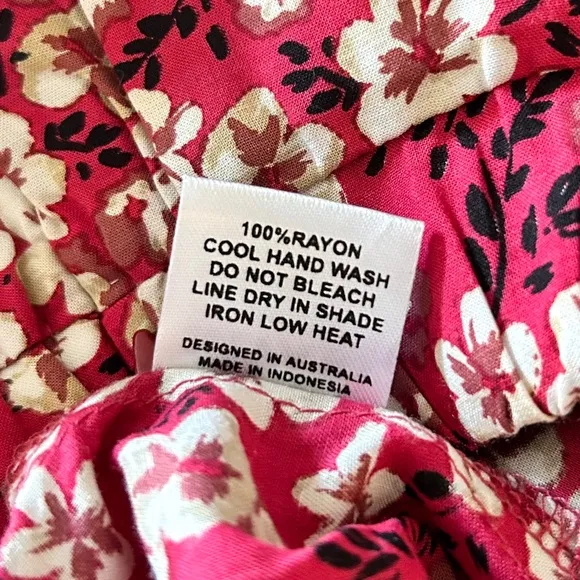 100%RAYON
COOL HAND WASH
DO NOT BLEACH
LINE DRY IN SHADE
IRON LOW HEAT
DESIGNED IN AUSTRALIA
MADE IN INDONESIA